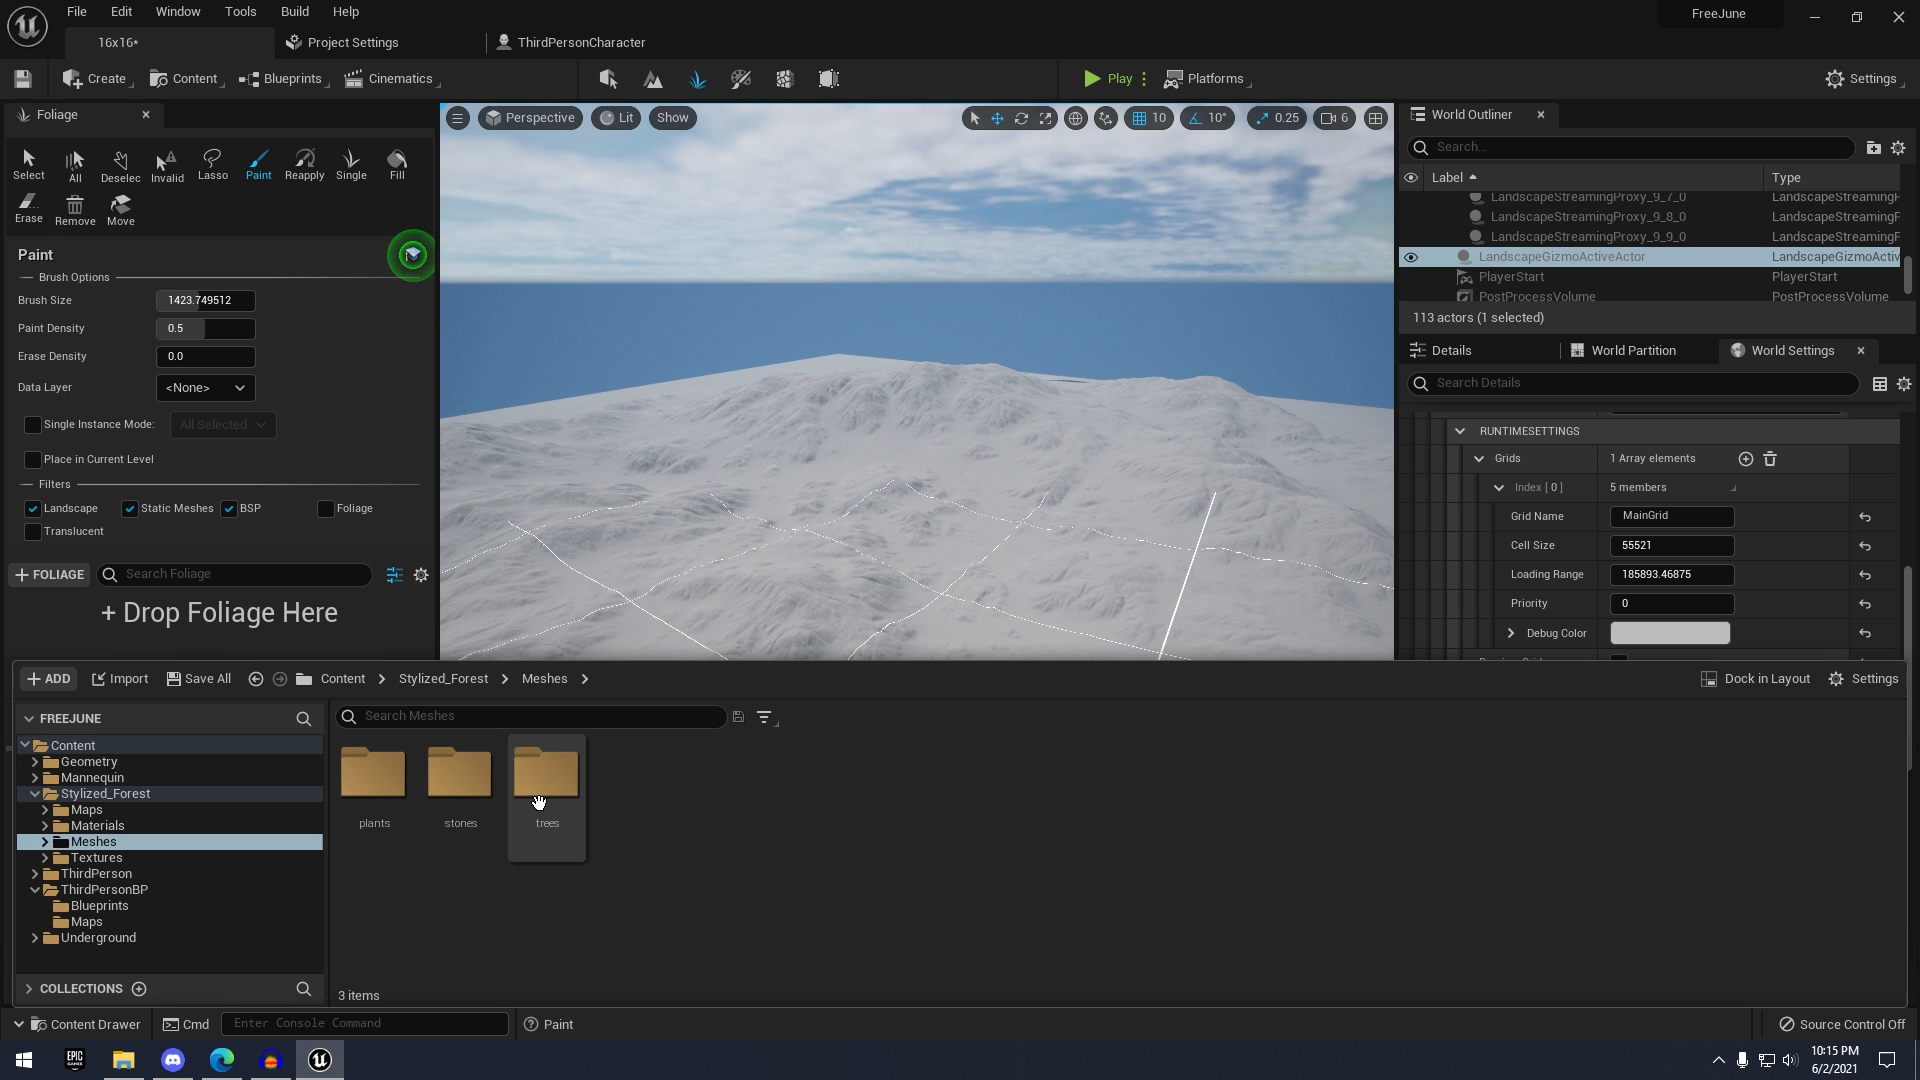 File Edit Window Tools Build Help
FreeJune
16x16*
Project Settings
ThirdPersonCharacter
Create
Content
Blueprints
Cinematics
Play
Platforms
Settings
Foliage
Select
All
Deselec
Invalid
Lasso
Paint
Reapply
Single
Fill
Erase
Remove
Move
Paint
Brush Options
Brush Size 1423.749512
Paint Density 0.5
Erase Density 0.0
Data Layer <None>
Single Instance Mode: All Selected
Place in Current Level
Filters
Landscape Static Meshes BSP Foliage
Translucent
+ FOLIAGE Search Foliage
+ Drop Foliage Here
Perspective Lit Show
10 10° 0.25 6
World Outliner
Search...
Label Type
LandscapeStreamingProxy_9_7_0 LandscapeStreamingF
LandscapeStreamingProxy_9_8_0 LandscapeStreamingF
LandscapeStreamingProxy_9_9_0 LandscapeStreamingF
LandscapeGizmoActiveActor LandscapeGizmoActiv
PlayerStart PlayerStart
PostProcessVolume PostProcessVolume
113 actors (1 selected)
Details World Partition World Settings
Search Details
RUNTIMESETTINGS
Grids 1 Array elements
Index [ 0 ] 5 members
Grid Name MainGrid
Cell Size 55521
Loading Range 185893.46875
Priority 0
Debug Color
+ ADD Import Save All Content Stylized_Forest Meshes
Dock in Layout Settings
FREEJUNE
Search Meshes
Content
Geometry
Mannequin
Stylized_Forest
Maps
Materials
Meshes
Textures
ThirdPerson
ThirdPersonBP
Blueprints
Maps
Underground
plants stones trees
COLLECTIONS
3 items
Content Drawer Cmd Enter Console Command Paint
Source Control Off
EPIC GAMES
10:15 PM
6/2/2021